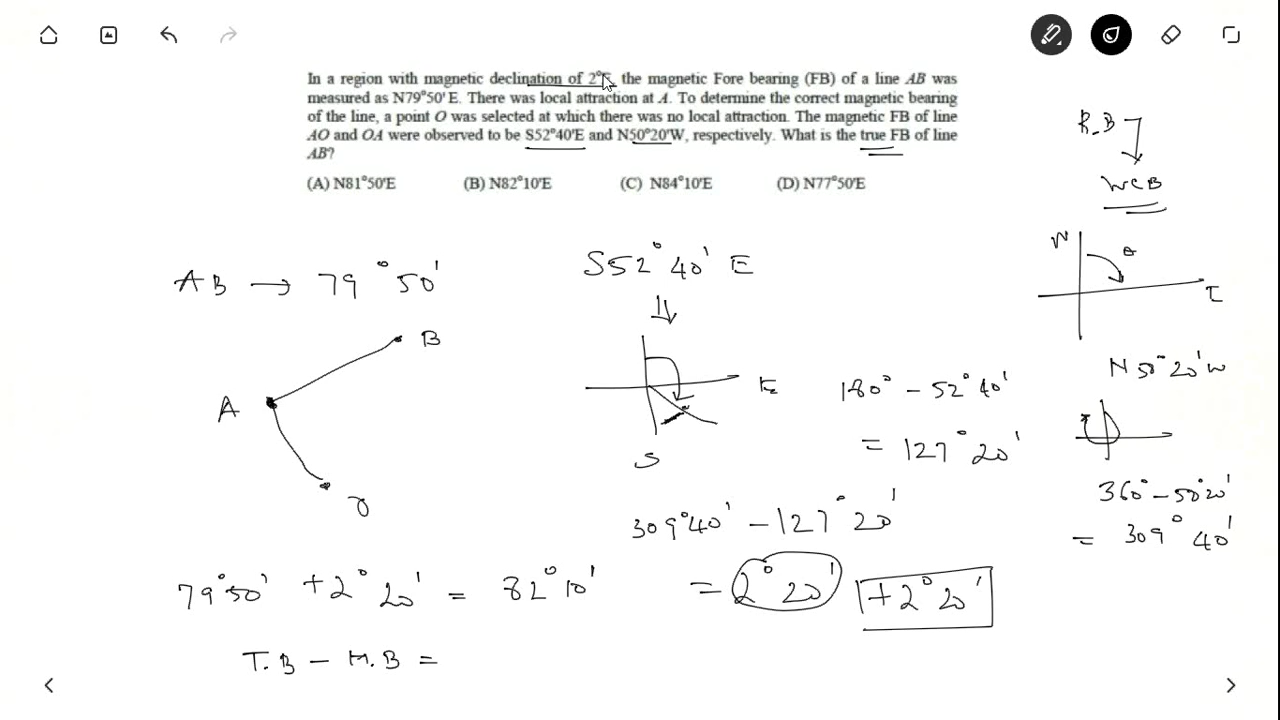 In a region with magnetic declination of 2°E, the magnetic Fore bearing (FB) of a line AB was
measured as N79°50'E. There was local attraction at A. To determine the correct magnetic bearing
of the line, a point O was selected at which there was no local attraction. The magnetic FB of line
AO and OA were observed to be S52°40'E and N50°20'W, respectively. What is the true FB of line
AB?
(A) N81°50'E (B) N82°10'E (C) N84°10'E (D) N77°50'E
R.B
WCB
N
θ
E
AB → 79°50'
S52°40'E
B
A
O
E
S
180° - 52°40'
= 127°20'
N50°20'W
360° - 50°20'
= 309°40'
309°40' - 127°20'
= 2°20' +2°20'
79°50' + 2°20' = 82°10'
T.B - M.B =